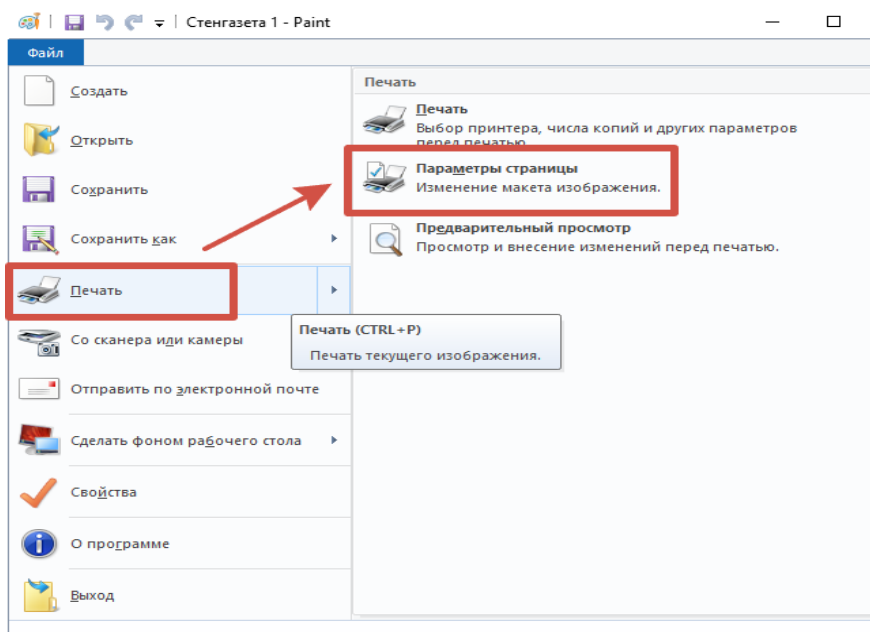 Стенгазета 1 - Paint
Файл
Создать
Открыть
Сохранить
Сохранить как
Печать
Со сканера или камеры
Отправить по электронной почте
Сделать фоном рабочего стола
Свойства
О программе
Выход
Печать
Печать
Выбор принтера, числа копий и других параметров
перед печатью
Параметры страницы
Изменение макета изображения.
Предварительный просмотр
Просмотр и внесение изменений перед печатью.
Печать (CTRL+P)
Печать текущего изображения.